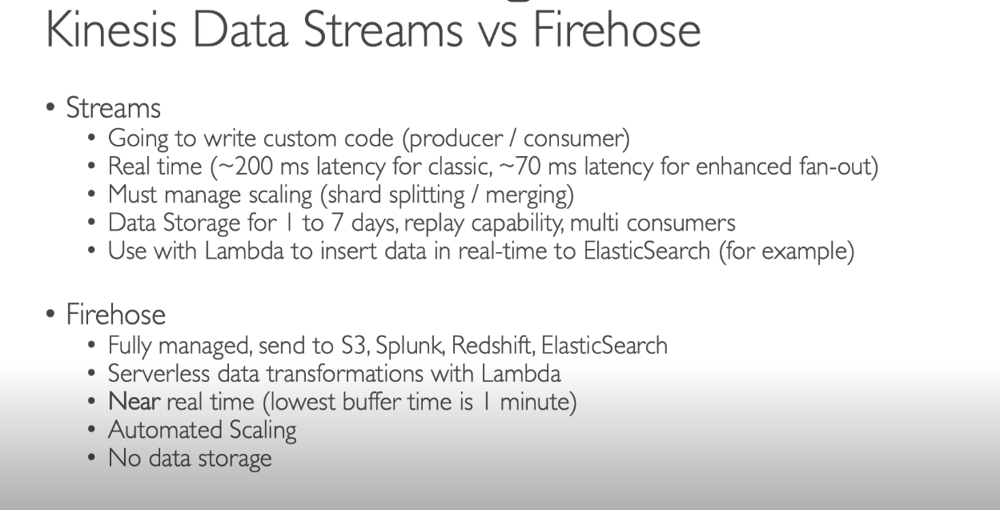 Kinesis Data Streams vs Firehose
• Streams
• Going to write custom code (producer / consumer)
• Real time (~200 ms latency for classic, ~70 ms latency for enhanced fan-out)
• Must manage scaling (shard splitting / merging)
• Data Storage for 1 to 7 days, replay capability, multi consumers
• Use with Lambda to insert data in real-time to ElasticSearch (for example)
• Firehose
• Fully managed, send to S3, Splunk, Redshift, ElasticSearch
• Serverless data transformations with Lambda
• Near real time (lowest buffer time is 1 minute)
• Automated Scaling
• No data storage